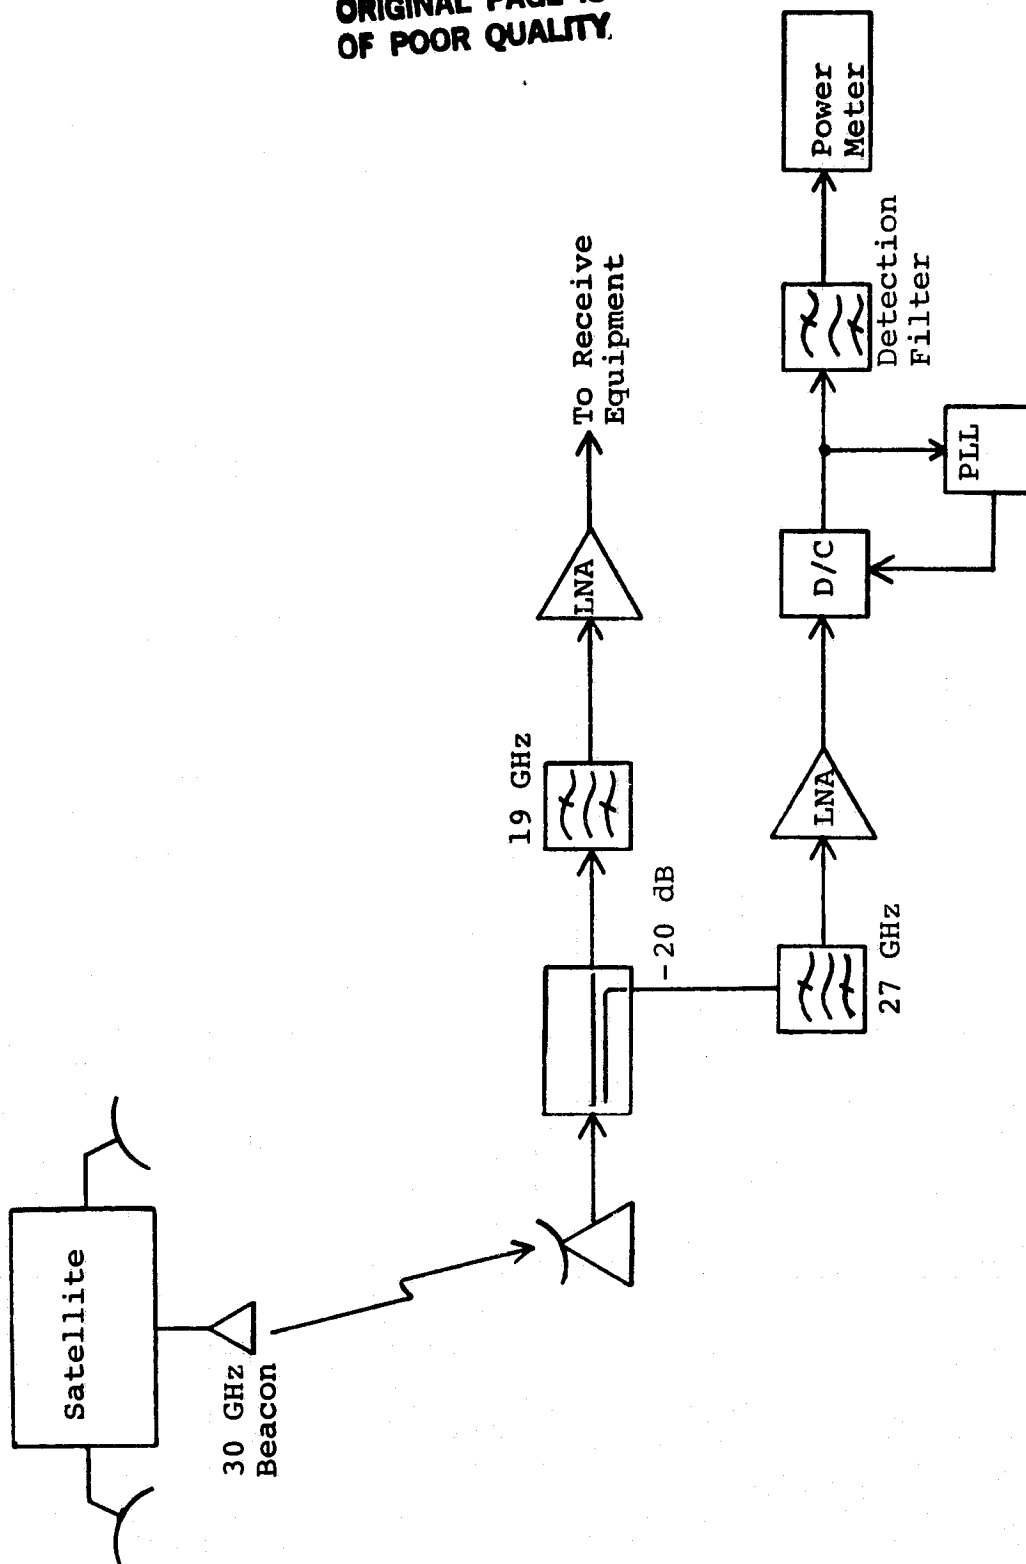 ORIGINAL PAGE IS
OF POOR QUALITY
Satellite
30 GHz
Beacon
-20 dB
19 GHz
LNA
To Receive
Equipment
27 GHz
LNA
D/C
PLL
Detection
Filter
Power
Meter